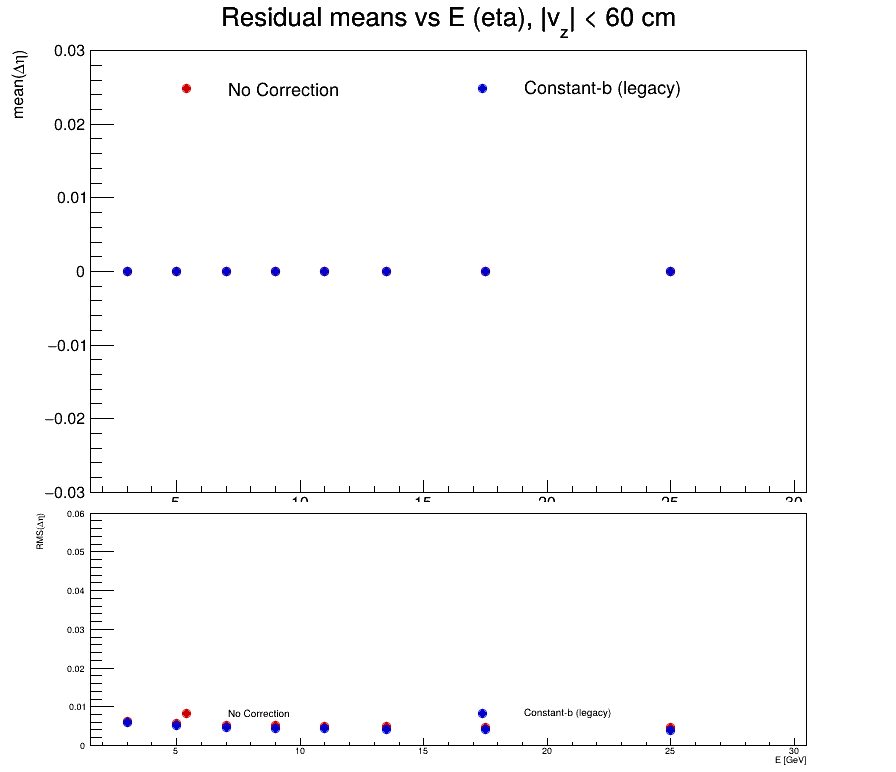 Residual means vs E (eta), |v_z| < 60 cm
mean(Δη)
0.03
No Correction
Constant-b (legacy)
0.02
0.01
0
−0.01
−0.02
−0.03
5 10 15 20 25 30
RMS(Δη)
0.06
0.05
0.04
0.03
0.02
0.01
No Correction
Constant-b (legacy)
0
5 10 15 20 25 30
E [GeV]